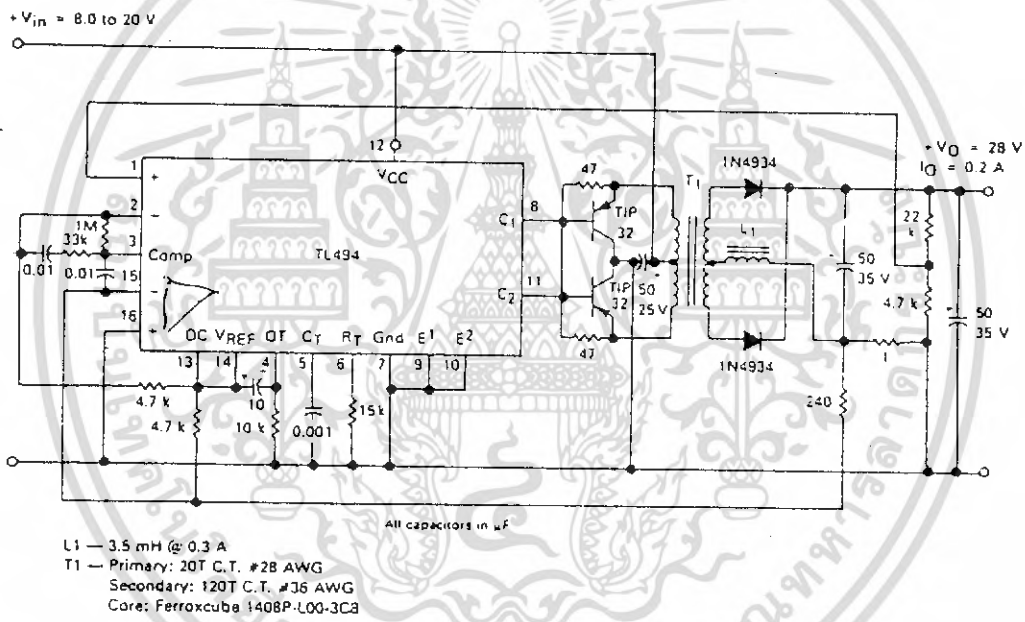 + Vin = 8.0 to 20 V
12
1
+
VCC
2
−
1M
33k
3
Comp
0.01
0.01
15
−
16
+
TL494
C1
8
C2
11
OC
VREF
OT
CT
RT
Gnd
E1
E2
13
14
4
5
6
7
9
10
4.7 k
4.7 k
10
10 k
0.001
15k
47
TIP
32
TIP
32
47
50
25 V
T1
1N4934
L1
1N4934
50
35 V
240
22
k
4.7 k
1
50
35 V
+ VO = 28 V
IO = 0.2 A
All capacitors in µF
L1 — 3.5 mH @ 0.3 A
T1 — Primary: 20T C.T. #28 AWG
Secondary: 120T C.T. #36 AWG
Core: Ferroxcube 1408P-L00-3C8